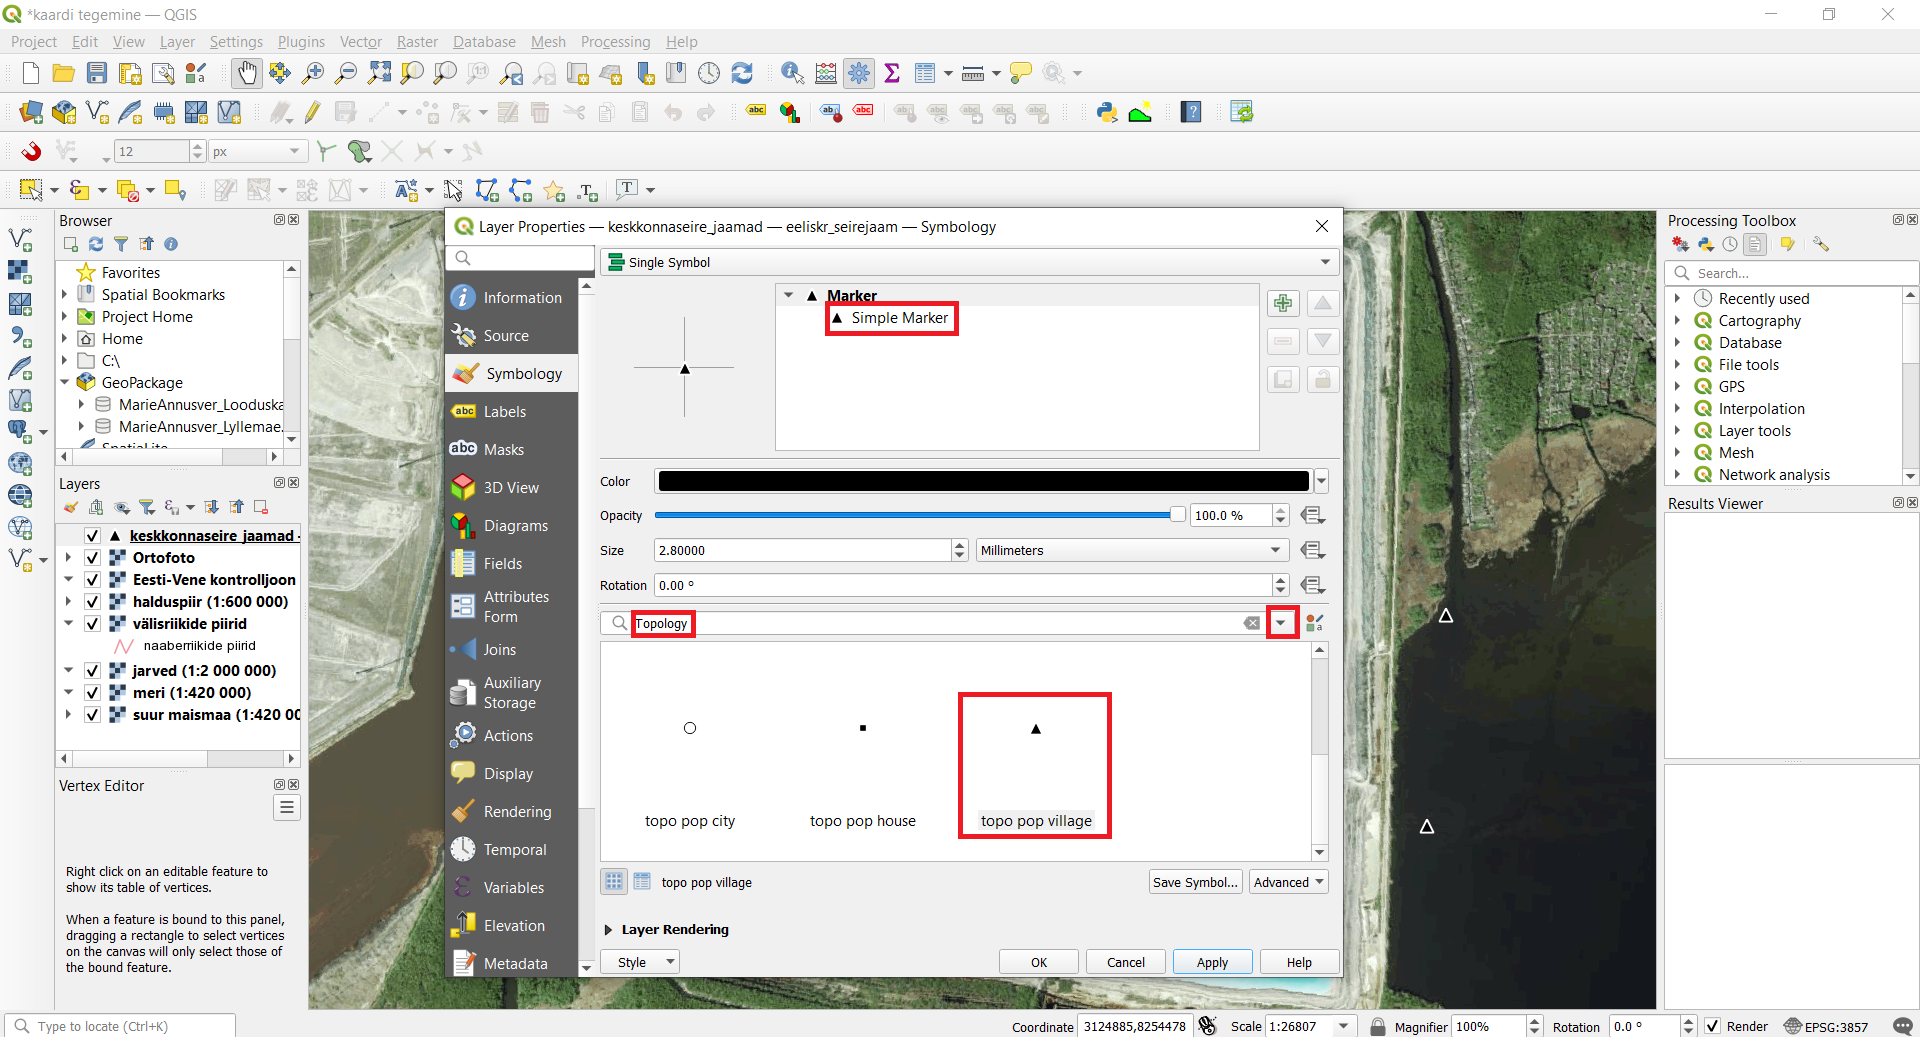 *kaardi tegemine — QGIS
Project Edit View Layer Settings Plugins Vector Raster Database Mesh Processing Help
12 px
Browser
Favorites
Spatial Bookmarks
Project Home
Home
C:\
GeoPackage
MarieAnnusver_Looduska
MarieAnnusver_Lyllemae.
Layers
keskkonnaseire_jaamad -
Ortofoto
Eesti-Vene kontrolljoon
halduspiir (1:600 000)
välisriikide piirid
naaberriikide piirid
jarved (1:2 000 000)
meri (1:420 000)
suur maismaa (1:420 00
Vertex Editor
Right click on an editable feature to
show its table of vertices.
When a feature is bound to this panel,
dragging a rectangle to select vertices
on the canvas will only select those of
the bound feature.
Type to locate (Ctrl+K)
Layer Properties — keskkonnaseire_jaamad — eeliskr_seirejaam — Symbology
Information
Source
Symbology
Labels
Masks
3D View
Diagrams
Fields
Attributes
Form
Joins
Auxiliary
Storage
Actions
Display
Rendering
Temporal
Variables
Elevation
Metadata
Single Symbol
Marker
Simple Marker
Color
Opacity 100.0 %
Size 2.80000 Millimeters
Rotation 0.00 °
Topology
topo pop city topo pop house topo pop village
topo pop village Save Symbol... Advanced
Layer Rendering
Style OK Cancel Apply Help
Processing Toolbox
Search...
Recently used
Cartography
Database
File tools
GPS
Interpolation
Layer tools
Mesh
Network analysis
Results Viewer
Coordinate 3124885,8254478 Scale 1:26807 Magnifier 100% Rotation 0.0 ° Render EPSG:3857